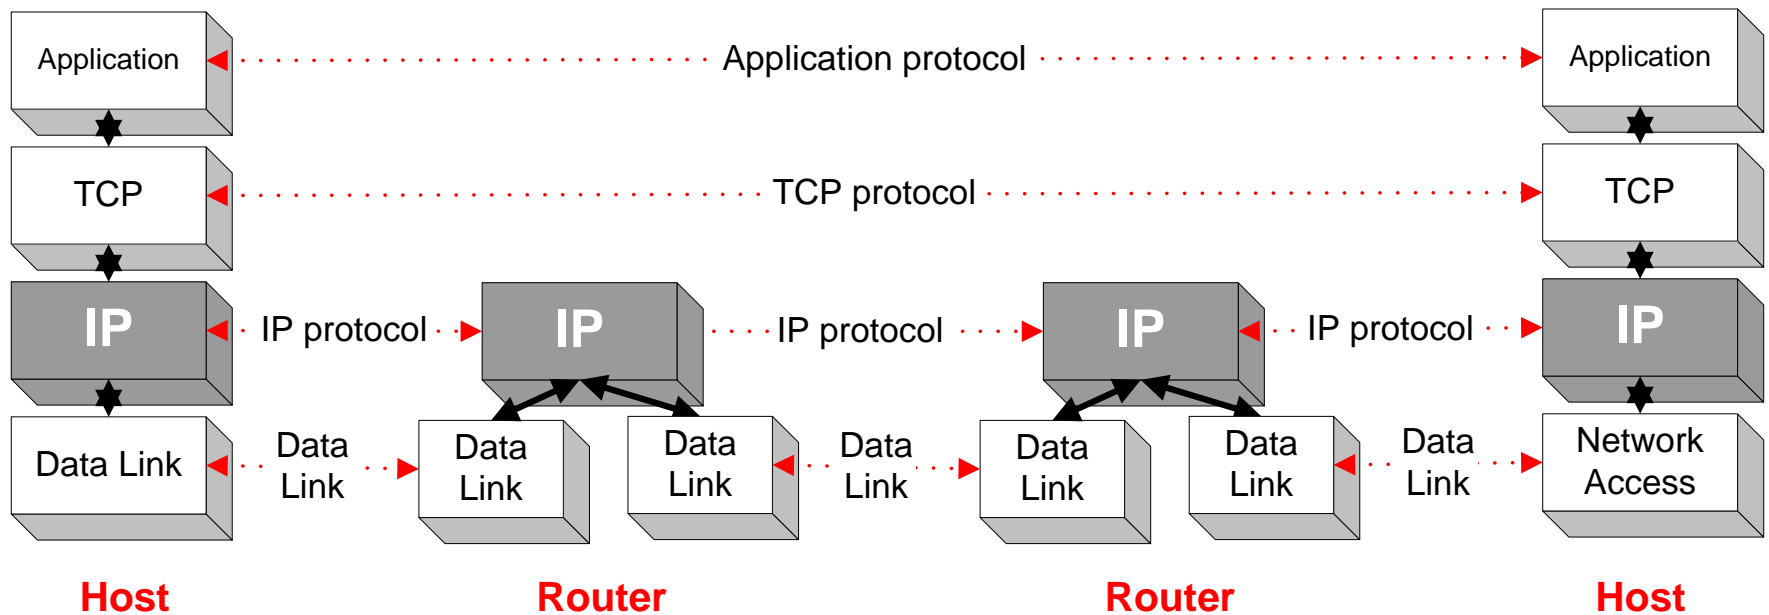 Application
Application protocol
Application
TCP
TCP protocol
TCP
IP
IP protocol
IP
IP protocol
IP
IP protocol
IP
Data Link
Data
Link
Data
Link
Data
Link
Data
Link
Data
Link
Data
Link
Data
Link
Network
Access
Host
Router
Router
Host